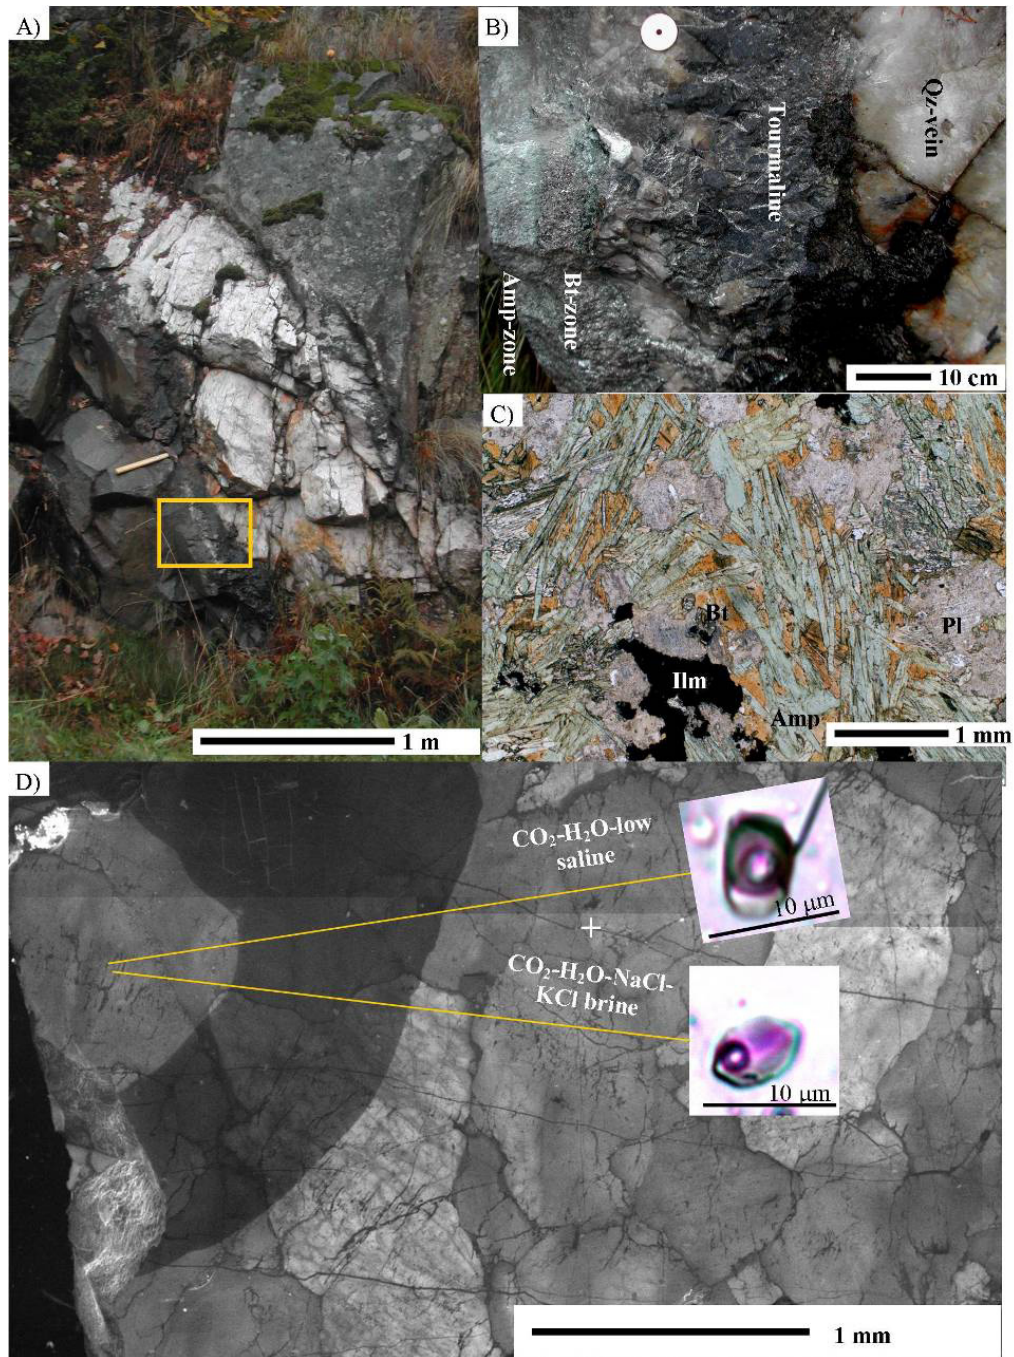 A)
1 m
B)
Qz-vein
Tourmaline
Bt-zone
Amp-zone
10 cm
C)
Bt
Pl
Ilm
Amp
1 mm
D)
CO₂-H₂O-low
saline
10 µm
+
CO₂-H₂O-NaCl-
KCl brine
10 µm
1 mm